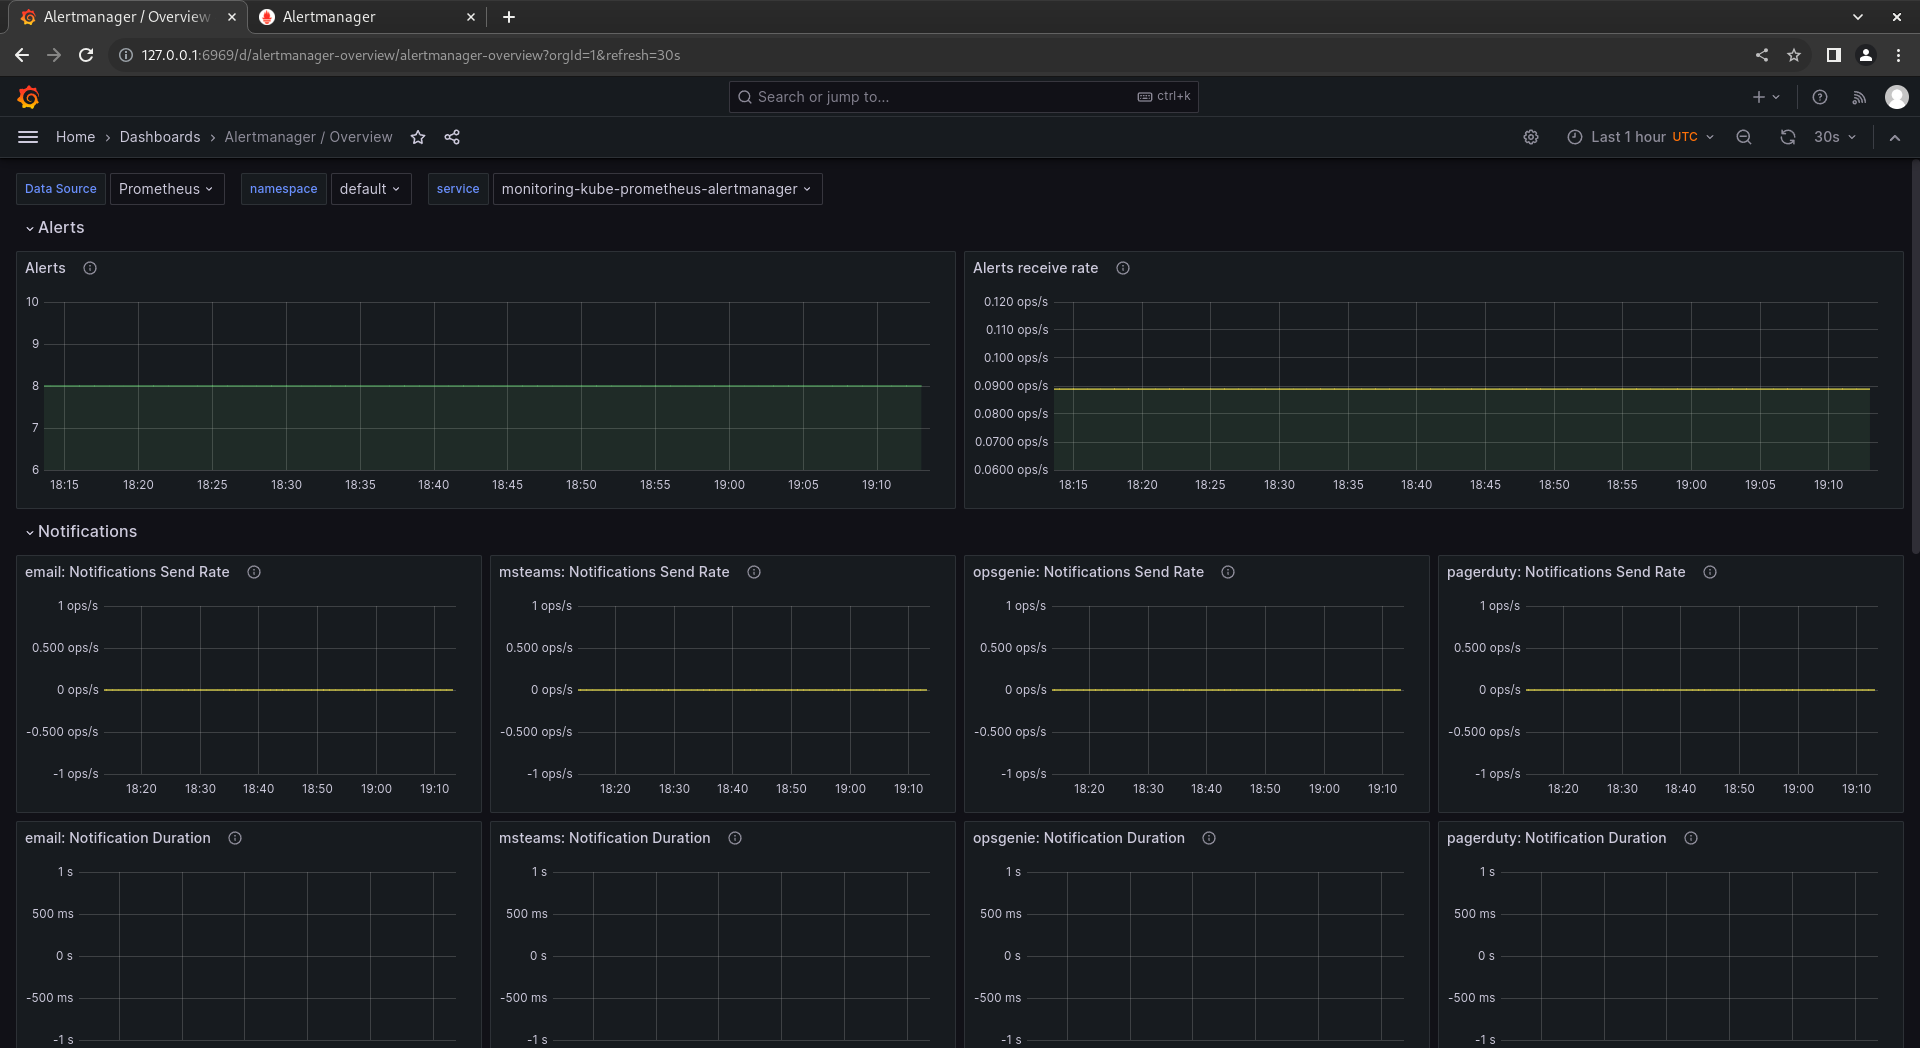 Alertmanager / Overview
Alertmanager
127.0.0.1:6969/d/alertmanager-overview/alertmanager-overview?orgId=1&refresh=30s
Search or jump to... ctrl+k
Home › Dashboards › Alertmanager / Overview
Last 1 hour UTC 30s
Data Source Prometheus namespace default service monitoring-kube-prometheus-alertmanager
Alerts
Alerts
10
9
8
7
6
18:15 18:20 18:25 18:30 18:35 18:40 18:45 18:50 18:55 19:00 19:05 19:10
Alerts receive rate
0.120 ops/s
0.110 ops/s
0.100 ops/s
0.0900 ops/s
0.0800 ops/s
0.0700 ops/s
0.0600 ops/s
18:15 18:20 18:25 18:30 18:35 18:40 18:45 18:50 18:55 19:00 19:05 19:10
Notifications
email: Notifications Send Rate
1 ops/s
0.500 ops/s
0 ops/s
-0.500 ops/s
-1 ops/s
18:20 18:30 18:40 18:50 19:00 19:10
msteams: Notifications Send Rate
1 ops/s
0.500 ops/s
0 ops/s
-0.500 ops/s
-1 ops/s
18:20 18:30 18:40 18:50 19:00 19:10
opsgenie: Notifications Send Rate
1 ops/s
0.500 ops/s
0 ops/s
-0.500 ops/s
-1 ops/s
18:20 18:30 18:40 18:50 19:00 19:10
pagerduty: Notifications Send Rate
1 ops/s
0.500 ops/s
0 ops/s
-0.500 ops/s
-1 ops/s
18:20 18:30 18:40 18:50 19:00 19:10
email: Notification Duration
1 s
500 ms
0 s
-500 ms
-1 s
msteams: Notification Duration
1 s
500 ms
0 s
-500 ms
-1 s
opsgenie: Notification Duration
1 s
500 ms
0 s
-500 ms
-1 s
pagerduty: Notification Duration
1 s
500 ms
0 s
-500 ms
-1 s